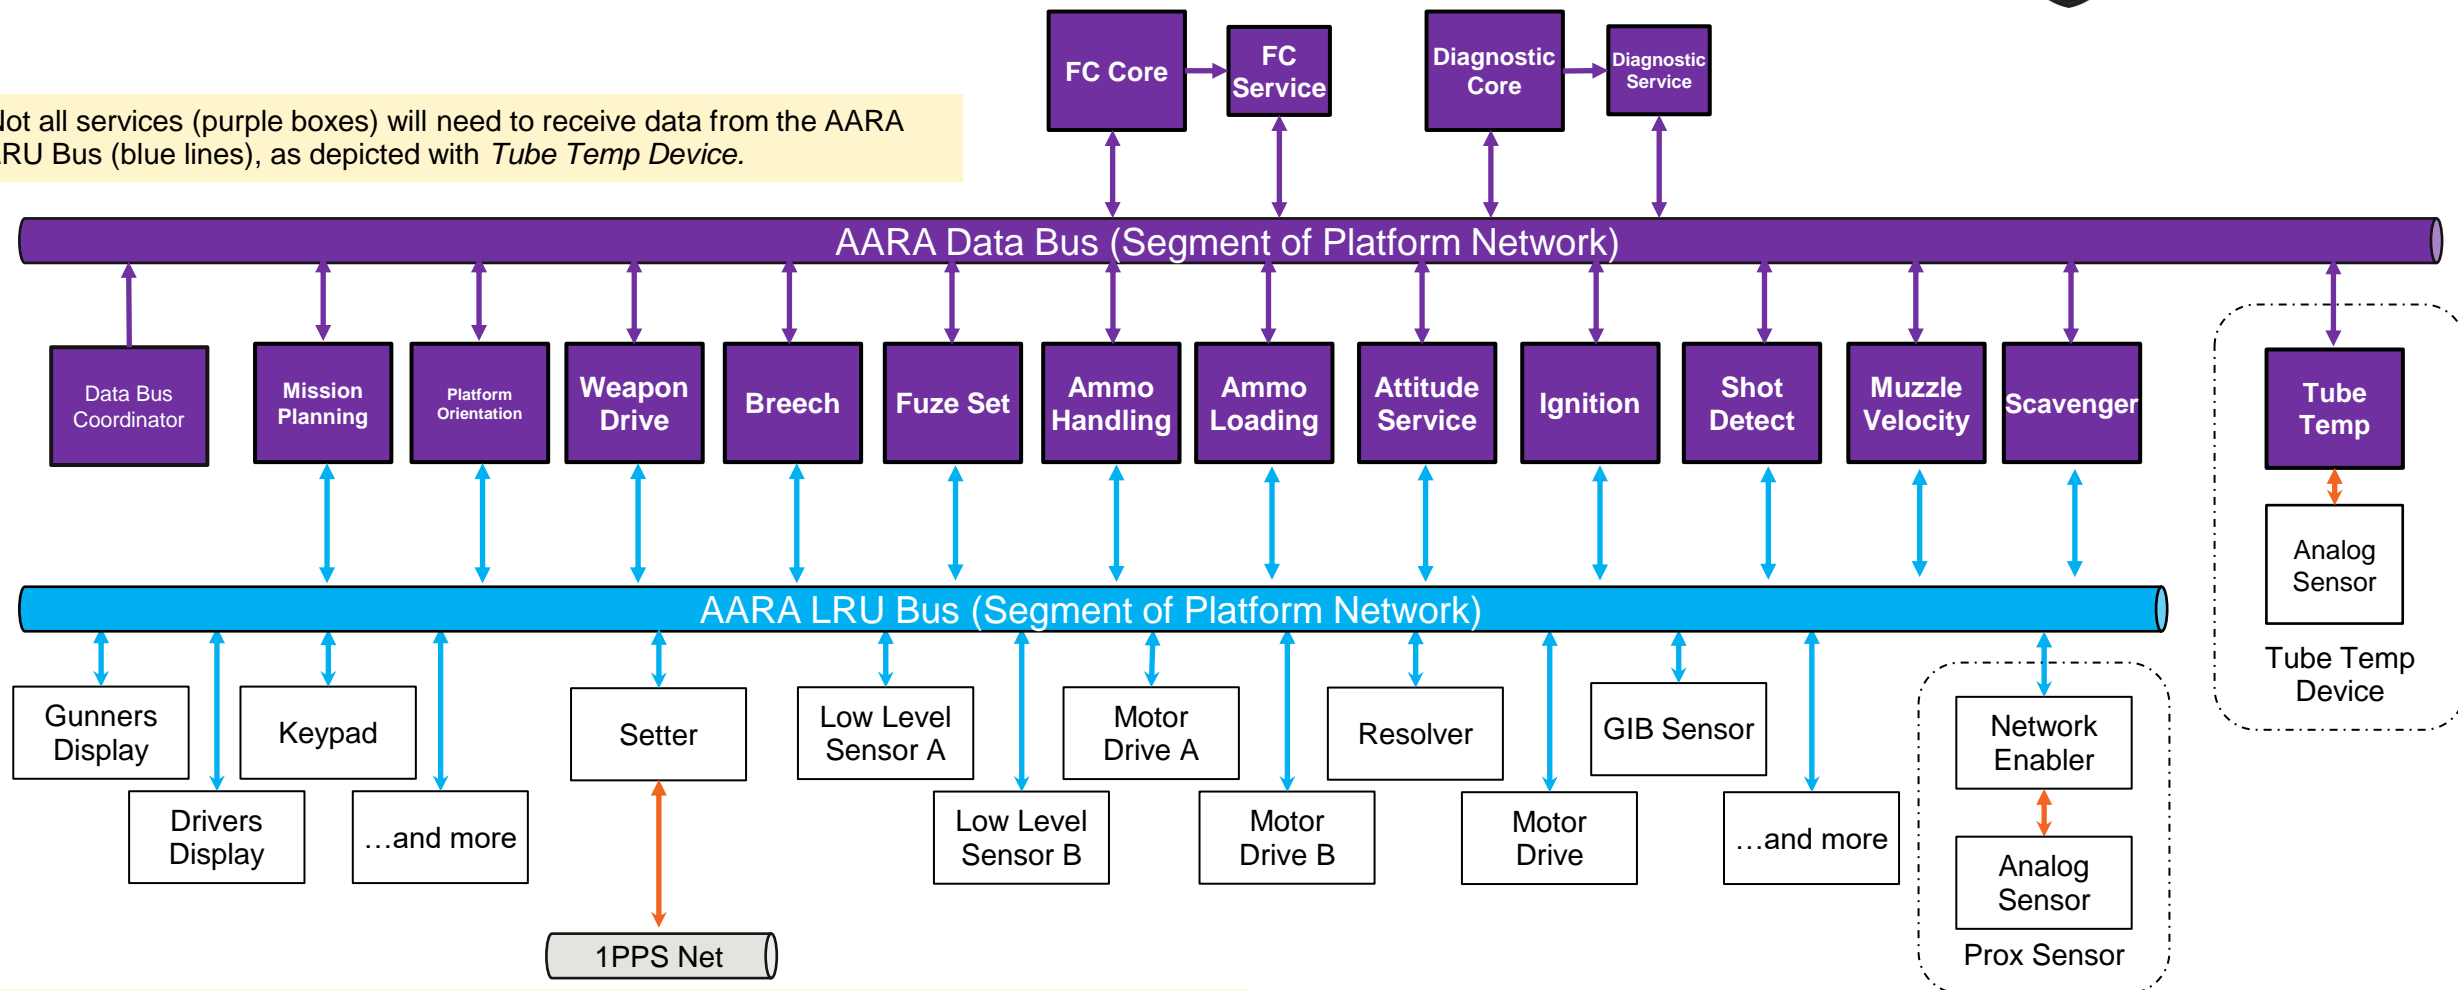 FC Core
FC
Service
Diagnostic
Core
Diagnostic
Service
Not all services (purple boxes) will need to receive data from the AARA
LRU Bus (blue lines), as depicted with Tube Temp Device.
AARA Data Bus (Segment of Platform Network)
Data Bus
Coordinator
Mission
Planning
Platform
Orientation
Weapon
Drive
Breech
Fuze Set
Ammo
Handling
Ammo
Loading
Attitude
Service
Ignition
Shot
Detect
Muzzle
Velocity
Scavenger
Tube
Temp
Analog
Sensor
Tube Temp
Device
AARA LRU Bus (Segment of Platform Network)
Gunners
Display
Drivers
Display
Keypad
…and more
Setter
1PPS Net
Low Level
Sensor A
Low Level
Sensor B
Motor
Drive A
Motor
Drive B
Resolver
Motor
Drive
GIB Sensor
…and more
Network
Enabler
Analog
Sensor
Prox Sensor